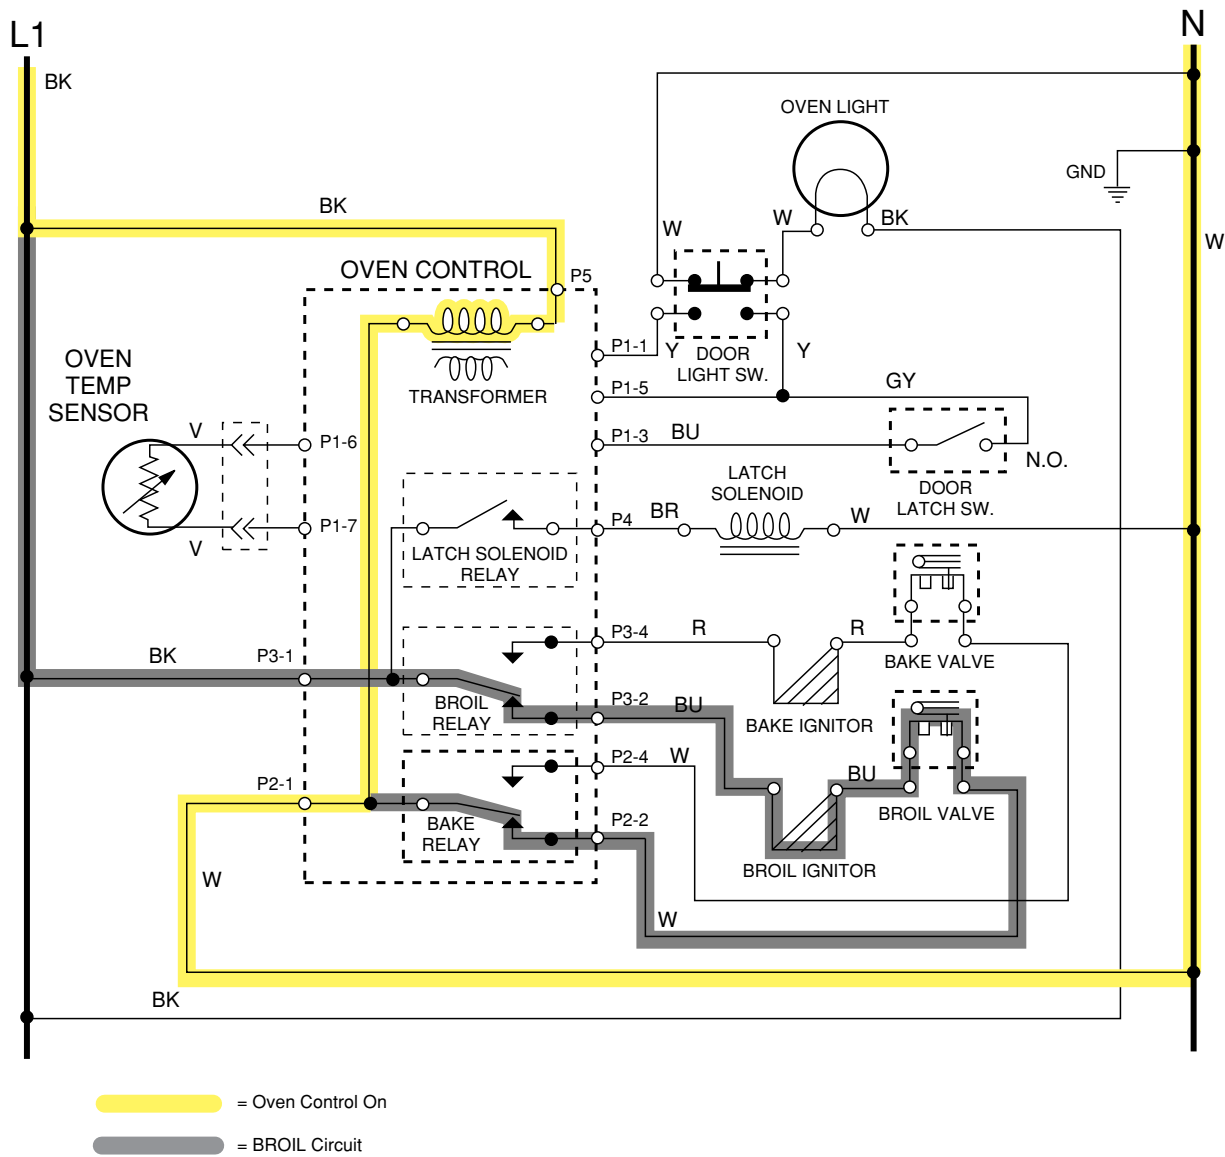 L1
N
BK
OVEN LIGHT
GND
BK
W
W
BK
W
OVEN CONTROL
P5
OVEN
TEMP
SENSOR
P1-1
Y
DOOR
LIGHT SW.
Y
TRANSFORMER
P1-5
GY
V
P1-6
P1-3
BU
N.O.
LATCH
SOLENOID
DOOR
LATCH SW.
V
P1-7
P4
BR
W
LATCH SOLENOID
RELAY
BK
P3-1
P3-4
R
R
BAKE VALVE
BROIL
RELAY
P3-2
BU
BAKE IGNITOR
P2-1
P2-4
W
BU
BROIL VALVE
BAKE
RELAY
P2-2
BROIL IGNITOR
W
W
BK
= Oven Control On
= BROIL Circuit